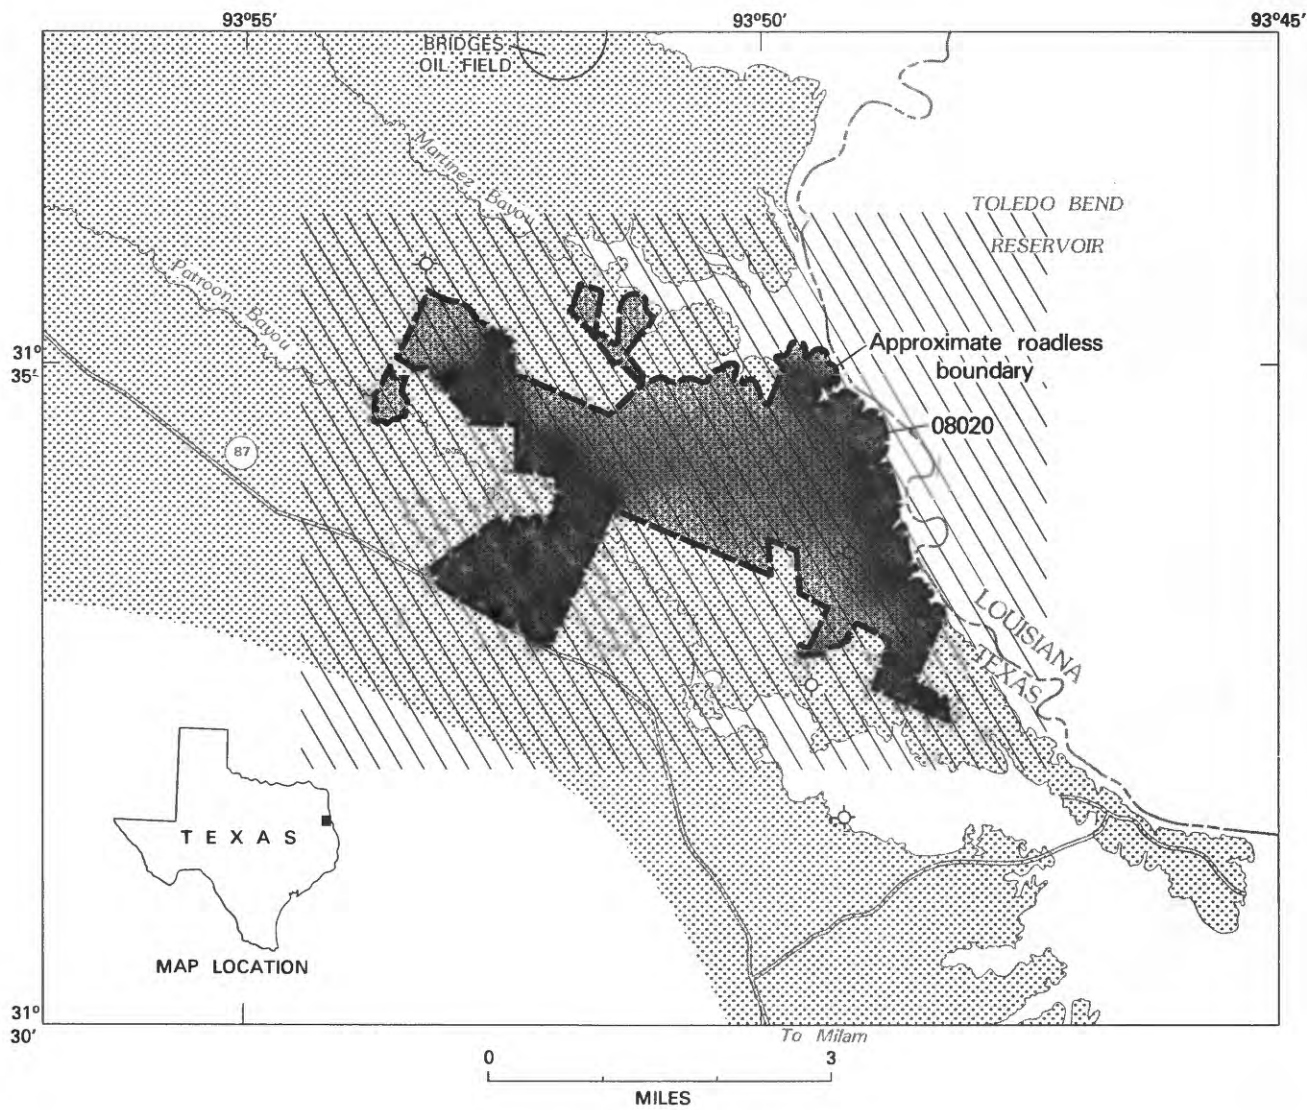 93°55′
93°50′
93°45′
BRIDGES
OIL FIELD
Martinez Bayou
TOLEDO BEND
RESERVOIR
Patroon Bayou
31°
35′
Approximate roadless
boundary
08020
87
LOUISIANA
TEXAS
TEXAS
MAP LOCATION
31°
30′
To Milam
0
3
MILES